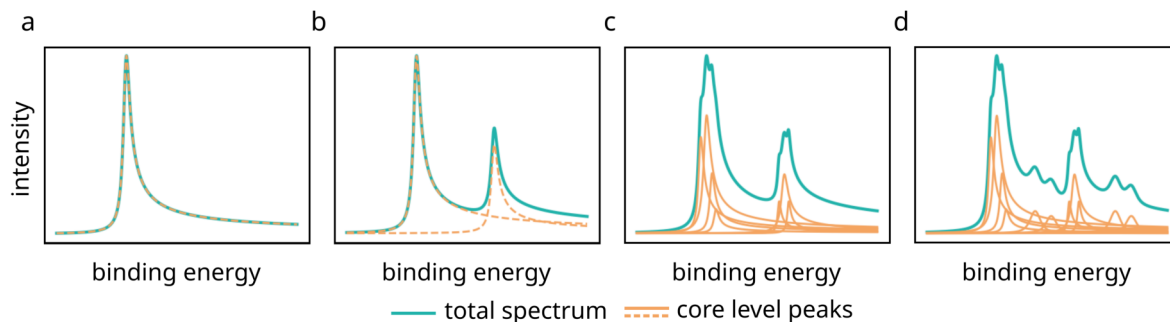 a
b
c
d
intensity
binding energy
binding energy
binding energy
binding energy
total spectrum
core level peaks